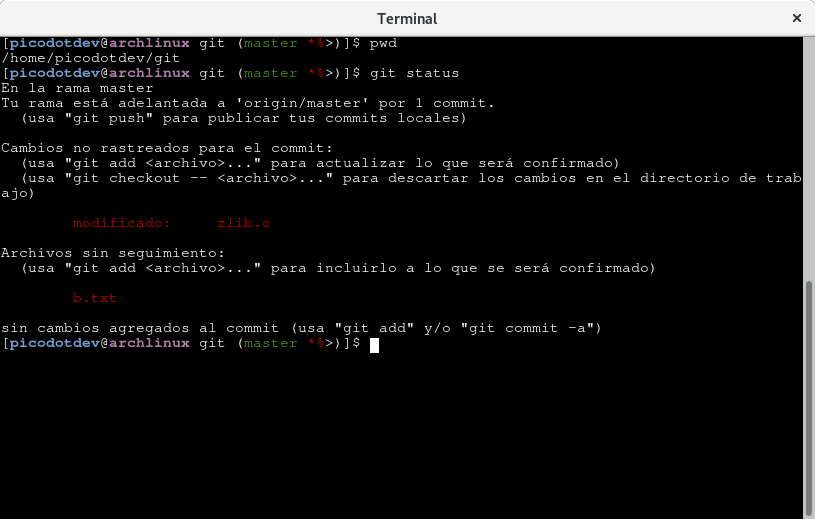 Terminal
[picodotdev@archlinux git (master *%>)]$ pwd
/home/picodotdev/git
[picodotdev@archlinux git (master *%>)]$ git status
En la rama master
Tu rama está adelantada a 'origin/master' por 1 commit.
  (usa "git push" para publicar tus commits locales)
Cambios no rastreados para el commit:
  (usa "git add <archivo>..." para actualizar lo que será confirmado)
  (usa "git checkout -- <archivo>..." para descartar los cambios en el directorio de trab
ajo)
        modificado:     zlib.c
Archivos sin seguimiento:
  (usa "git add <archivo>..." para incluirlo a lo que se será confirmado)
        b.txt
sin cambios agregados al commit (usa "git add" y/o "git commit -a")
[picodotdev@archlinux git (master *%>)]$